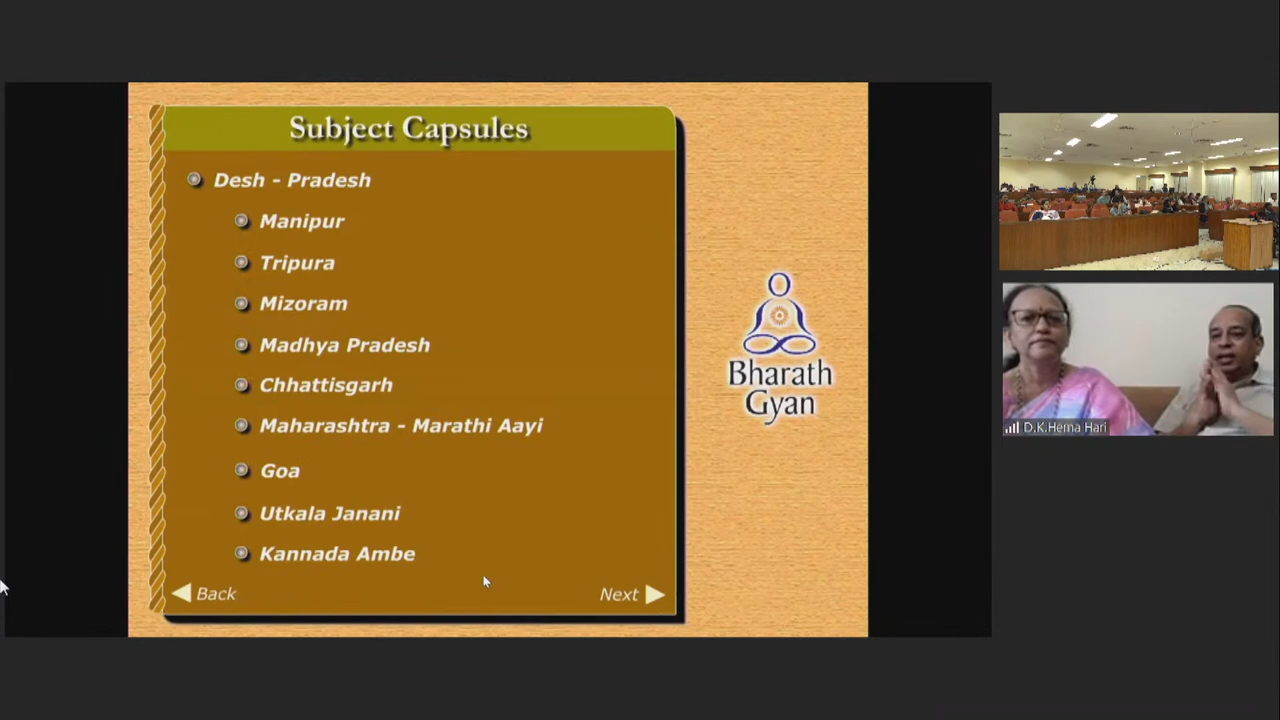 Subject Capsules
Desh - Pradesh
Manipur
Tripura
Mizoram
Madhya Pradesh
Chhattisgarh
Maharashtra - Marathi Aayi
Goa
Utkala Janani
Kannada Ambe
Back
Next
Bharath
Gyan
D.K.Hema Hari